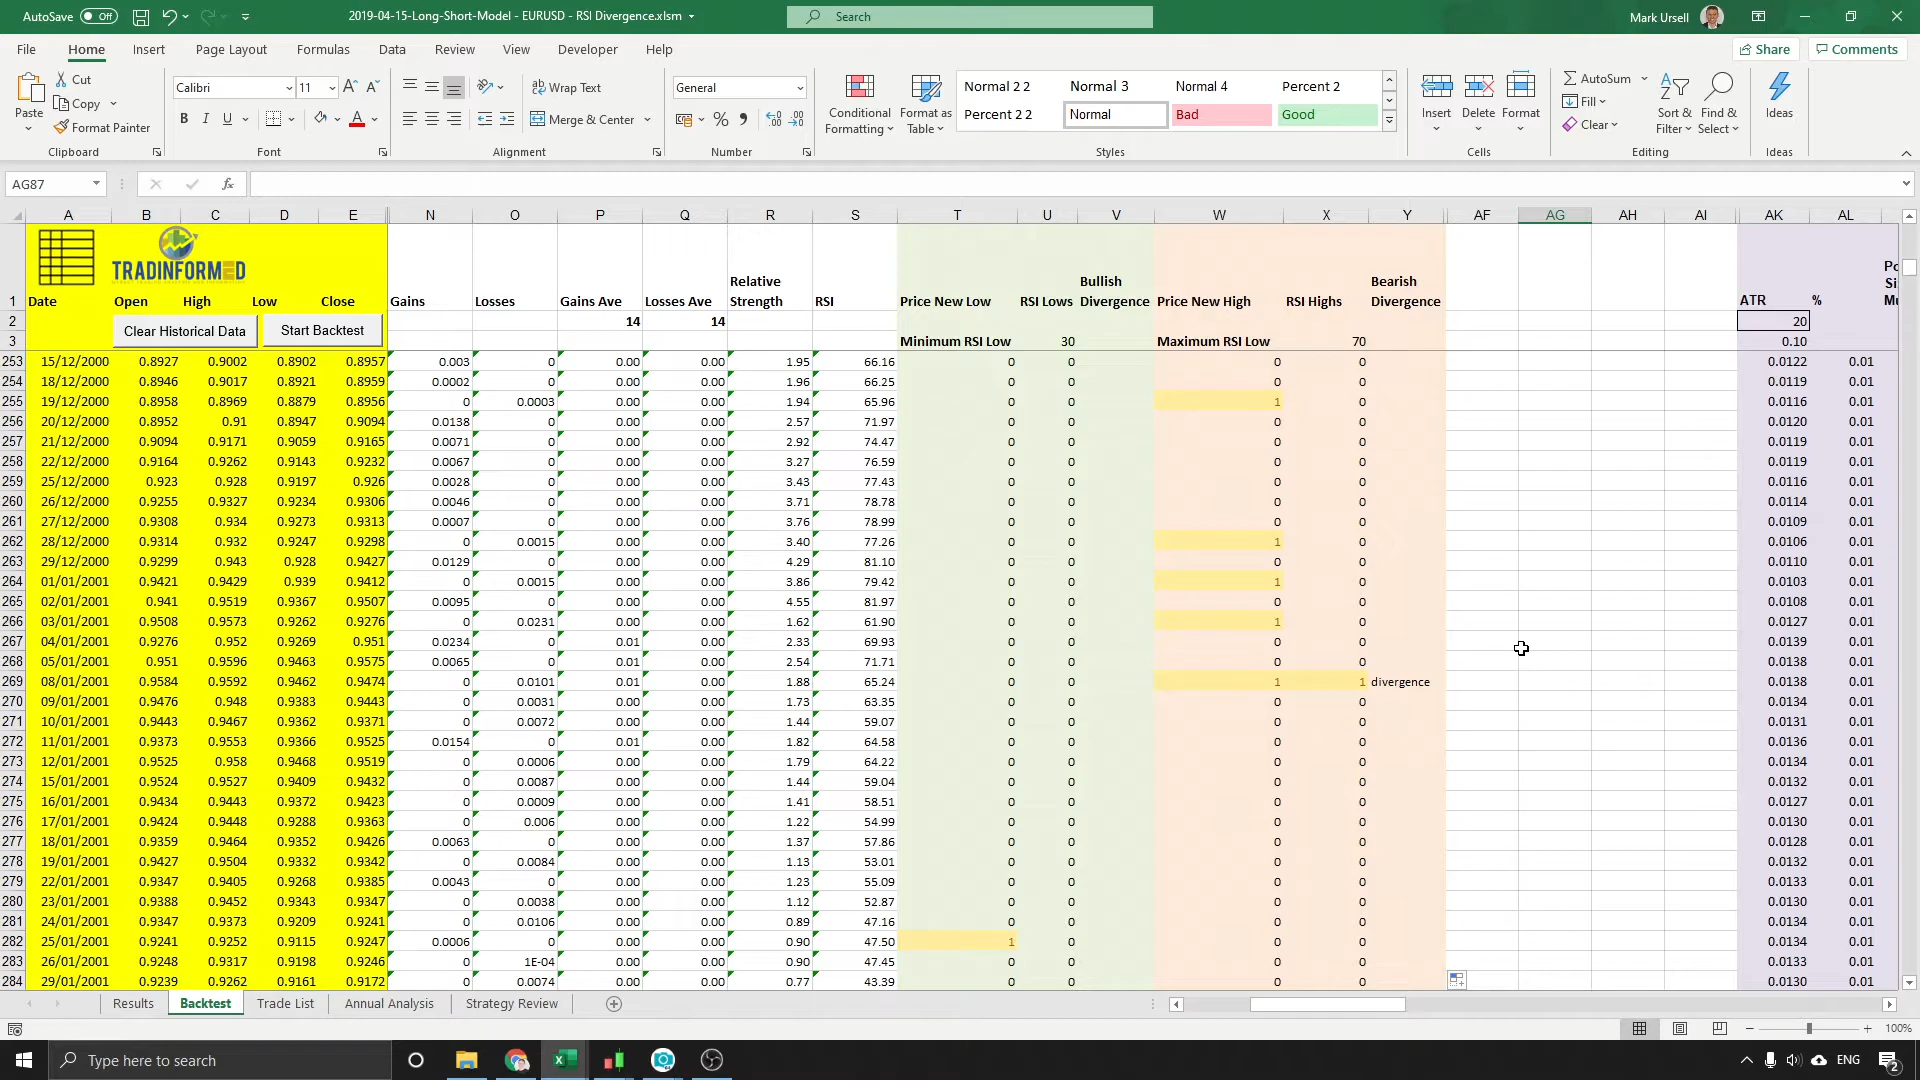 AutoSave Off 2019-04-15-Long-Short-Model - EURUSD - RSI Divergence.xlsm Search Mark Ursell
File Home Insert Page Layout Formulas Data Review View Developer Help Share Comments
Paste Cut Copy Format Painter Clipboard
Calibri 11 B I U A Font
Wrap Text Merge & Center Alignment
General % Number
Conditional Formatting Format as Table
Normal 2 2 Normal 3 Normal 4 Percent 2
Percent 2 2 Normal Bad Good
Styles
Insert Delete Format Cells
AutoSum Fill Clear Sort & Filter Find & Select Editing
Ideas Ideas
AG87 fx
A B C D E N O P Q R S T U V W X Y AF AG AH AI AK AL
TRADINFORMED
1 Date Open High Low Close Gains Losses Gains Ave Losses Ave Relative Strength RSI Price New Low RSI Lows Bullish Divergence Price New High RSI Highs Bearish Divergence ATR %
2 Clear Historical Data Start Backtest 14 14 20
3 Minimum RSI Low 30 Maximum RSI Low 70 0.10
253 15/12/2000 0.8927 0.9002 0.8902 0.8957 0.003 0 0.00 0.00 1.95 66.16 0 0 0 0 0.0122 0.01
254 18/12/2000 0.8946 0.9017 0.8921 0.8959 0.0002 0 0.00 0.00 1.96 66.25 0 0 0 0 0.0119 0.01
255 19/12/2000 0.8958 0.8969 0.8879 0.8956 0 0.0003 0.00 0.00 1.94 65.96 0 0 1 0 0.0116 0.01
256 20/12/2000 0.8952 0.91 0.8947 0.9094 0.0138 0 0.00 0.00 2.57 71.97 0 0 0 0 0.0120 0.01
257 21/12/2000 0.9094 0.9171 0.9059 0.9165 0.0071 0 0.00 0.00 2.92 74.47 0 0 0 0 0.0119 0.01
258 22/12/2000 0.9164 0.9262 0.9143 0.9232 0.0067 0 0.00 0.00 3.27 76.59 0 0 0 0 0.0119 0.01
259 25/12/2000 0.923 0.928 0.9197 0.926 0.0028 0 0.00 0.00 3.43 77.43 0 0 0 0 0.0116 0.01
260 26/12/2000 0.9255 0.9327 0.9234 0.9306 0.0046 0 0.00 0.00 3.71 78.78 0 0 0 0 0.0114 0.01
261 27/12/2000 0.9308 0.934 0.9273 0.9313 0.0007 0 0.00 0.00 3.76 78.99 0 0 0 0 0.0109 0.01
262 28/12/2000 0.9314 0.932 0.9247 0.9298 0 0.0015 0.00 0.00 3.40 77.26 0 0 1 0 0.0106 0.01
263 29/12/2000 0.9299 0.943 0.928 0.9427 0.0129 0 0.00 0.00 4.29 81.10 0 0 0 0 0.0110 0.01
264 01/01/2001 0.9421 0.9429 0.939 0.9412 0 0.0015 0.00 0.00 3.86 79.42 0 0 1 0 0.0103 0.01
265 02/01/2001 0.941 0.9519 0.9367 0.9507 0.0095 0 0.00 0.00 4.55 81.97 0 0 0 0 0.0108 0.01
266 03/01/2001 0.9508 0.9573 0.9262 0.9276 0 0.0231 0.00 0.00 1.62 61.90 0 0 1 0 0.0127 0.01
267 04/01/2001 0.9276 0.952 0.9269 0.951 0.0234 0 0.01 0.00 2.33 69.93 0 0 0 0 0.0139 0.01
268 05/01/2001 0.951 0.9596 0.9463 0.9575 0.0065 0 0.01 0.00 2.54 71.71 0 0 0 0 0.0138 0.01
269 08/01/2001 0.9584 0.9592 0.9462 0.9474 0 0.0101 0.01 0.00 1.88 65.24 0 0 1 1 divergence 0.0138 0.01
270 09/01/2001 0.9476 0.948 0.9383 0.9443 0 0.0031 0.00 0.00 1.73 63.35 0 0 0 0 0.0134 0.01
271 10/01/2001 0.9443 0.9467 0.9362 0.9371 0 0.0072 0.00 0.00 1.44 59.07 0 0 0 0 0.0131 0.01
272 11/01/2001 0.9373 0.9553 0.9366 0.9525 0.0154 0 0.01 0.00 1.82 64.58 0 0 0 0 0.0136 0.01
273 12/01/2001 0.9525 0.958 0.9468 0.9519 0 0.0006 0.00 0.00 1.79 64.22 0 0 0 0 0.0134 0.01
274 15/01/2001 0.9524 0.9527 0.9409 0.9432 0 0.0087 0.00 0.00 1.44 59.04 0 0 0 0 0.0132 0.01
275 16/01/2001 0.9434 0.9443 0.9372 0.9423 0 0.0009 0.00 0.00 1.41 58.51 0 0 0 0 0.0127 0.01
276 17/01/2001 0.9424 0.9448 0.9288 0.9363 0 0.006 0.00 0.00 1.22 54.99 0 0 0 0 0.0130 0.01
277 18/01/2001 0.9359 0.9464 0.9352 0.9426 0.0063 0 0.00 0.00 1.37 57.86 0 0 0 0 0.0128 0.01
278 19/01/2001 0.9427 0.9504 0.9332 0.9342 0 0.0084 0.00 0.00 1.13 53.01 0 0 0 0 0.0132 0.01
279 22/01/2001 0.9347 0.9405 0.9268 0.9385 0.0043 0 0.00 0.00 1.23 55.09 0 0 0 0 0.0133 0.01
280 23/01/2001 0.9388 0.9452 0.9343 0.9347 0 0.0038 0.00 0.00 1.12 52.87 0 0 0 0 0.0130 0.01
281 24/01/2001 0.9347 0.9373 0.9209 0.9241 0 0.0106 0.00 0.00 0.89 47.16 0 0 0 0 0.0134 0.01
282 25/01/2001 0.9241 0.9252 0.9115 0.9247 0.0006 0 0.00 0.00 0.90 47.50 1 0 0 0 0.0134 0.01
283 26/01/2001 0.9248 0.9317 0.9198 0.9246 0 1E-04 0.00 0.00 0.90 47.45 0 0 0 0 0.0133 0.01
284 29/01/2001 0.9239 0.9262 0.9161 0.9172 0 0.0074 0.00 0.00 0.77 43.39 0 0 0 0 0.0130 0.01
Results Backtest Trade List Annual Analysis Strategy Review
100%
Type here to search ENG 2